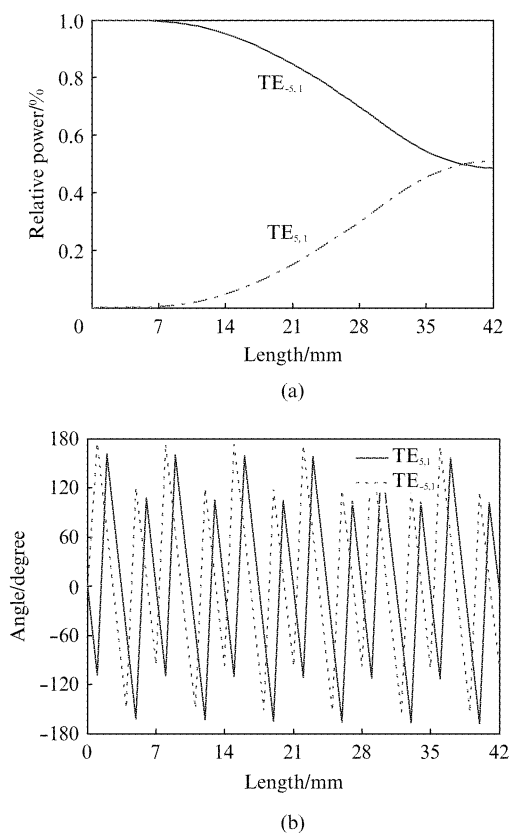 1.0
0.8
0.6
0.4
0.2
0
Relative power/%
TE-5, 1
TE5, 1
7 14 21 28 35 42
Length/mm
(a)
180
120
60
0
-60
-120
-180
Angle/degree
TE5,1
TE-5,1
0 7 14 21 28 35 42
Length/mm
(b)